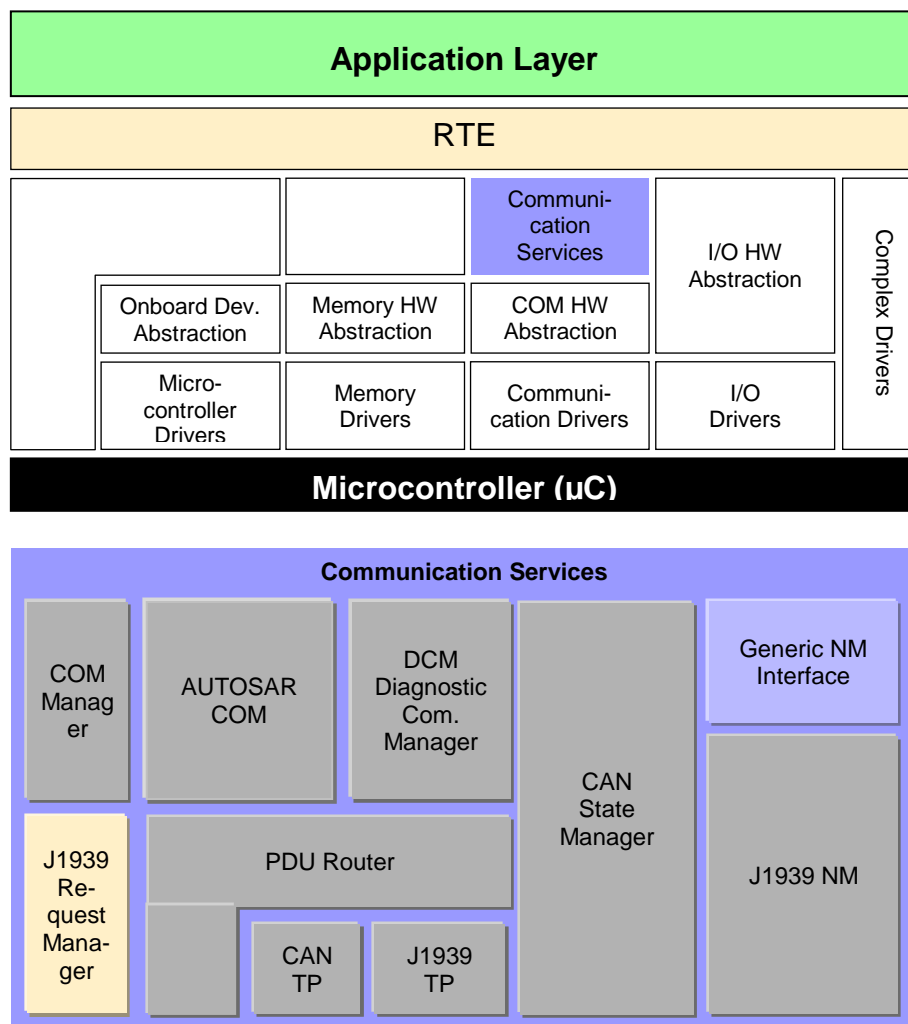 Application Layer
RTE
Communi-
cation
Services
I/O HW
Abstraction
Complex Drivers
Onboard Dev.
Abstraction
Memory HW
Abstraction
COM HW
Abstraction
Micro-
controller
Drivers
Memory
Drivers
Communi-
cation Drivers
I/O
Drivers
Microcontroller (µC)
Communication Services
COM
Manag
er
AUTOSAR
COM
DCM
Diagnostic
Com.
Manager
CAN
State
Manager
Generic NM
Interface
J1939
Re-
quest
Mana-
ger
PDU Router
CAN
TP
J1939
TP
J1939 NM